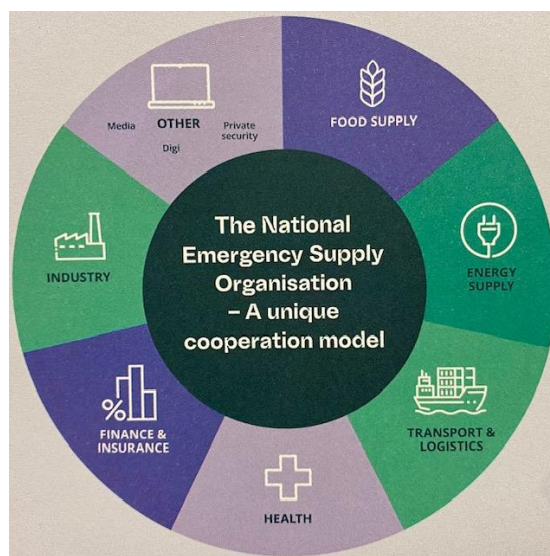 The National
Emergency Supply
Organisation
– A unique
cooperation model
FOOD SUPPLY
ENERGY
SUPPLY
TRANSPORT &
LOGISTICS
HEALTH
%
FINANCE &
INSURANCE
INDUSTRY
OTHER
Media
Digi
Private
security